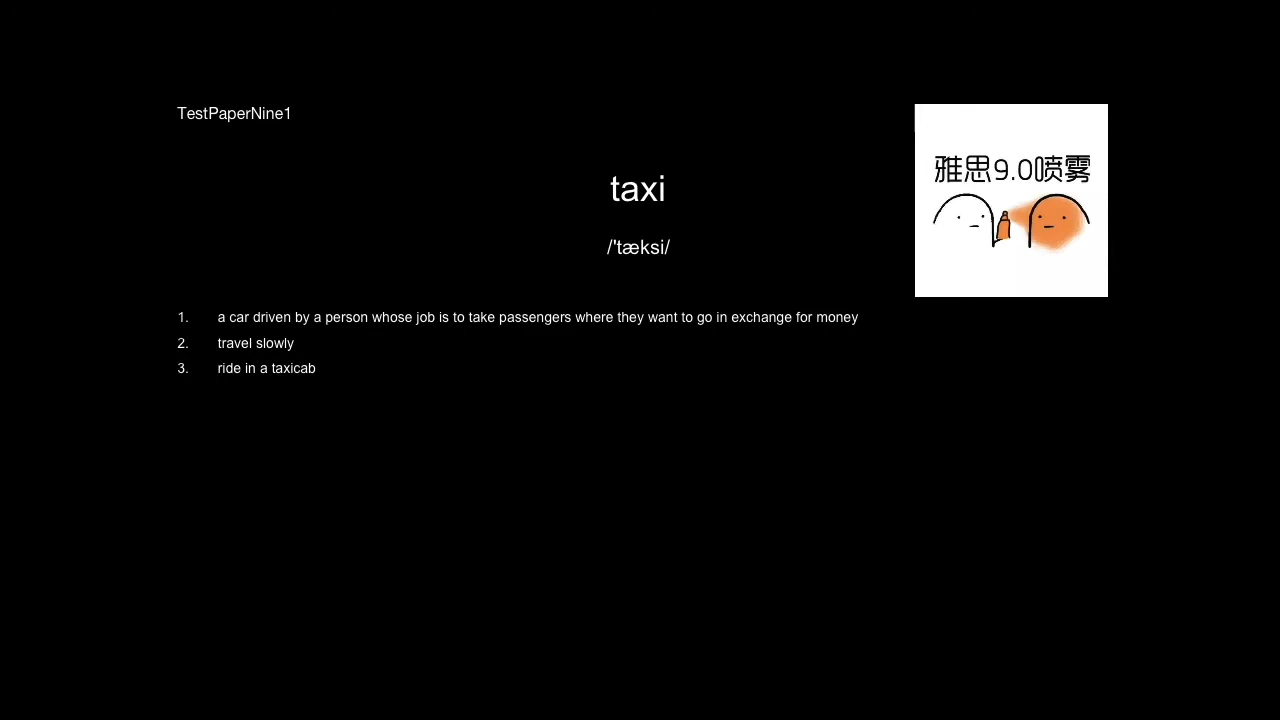 TestPaperNine1
雅思9.0喷雾
taxi
/'tæksi/
1. a car driven by a person whose job is to take passengers where they want to go in exchange for money
2. travel slowly
3. ride in a taxicab